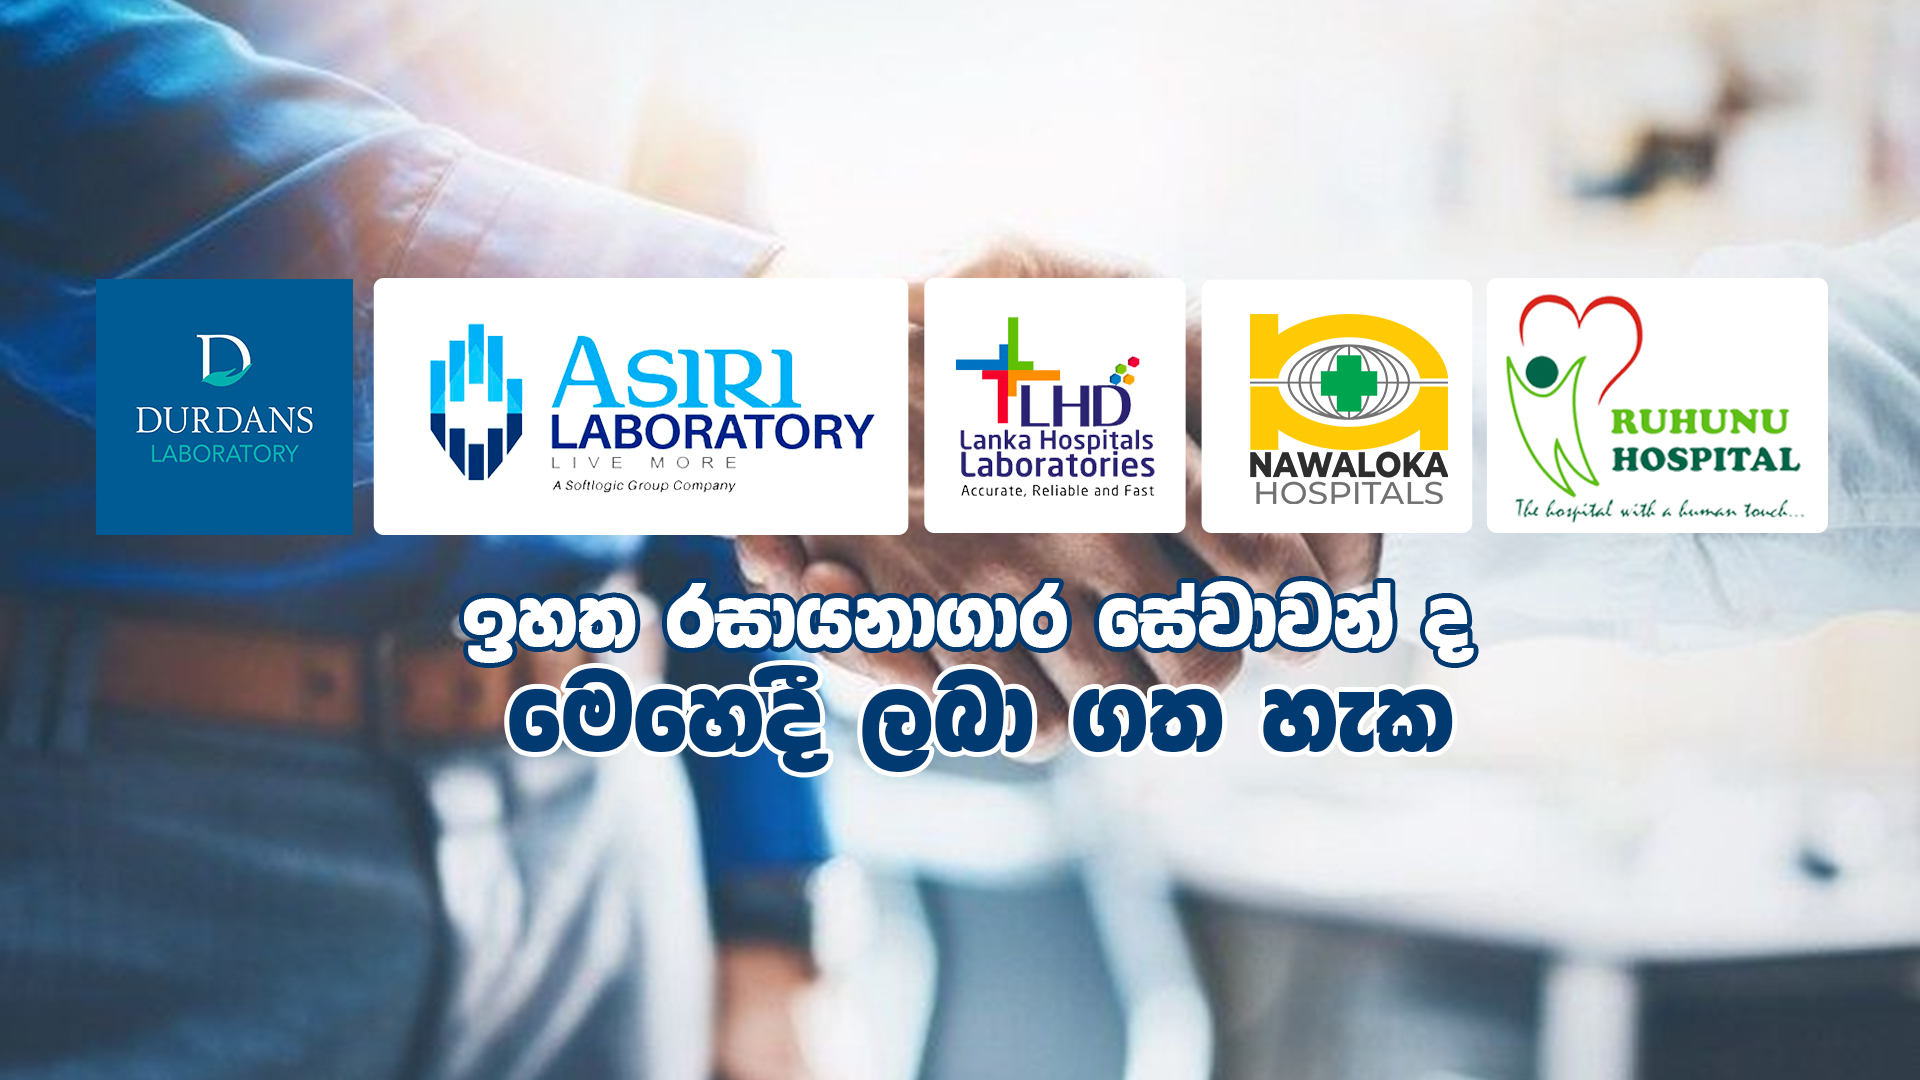 D
DURDANS
LABORATORY
ASIRI
LABORATORY
LIVE MORE
A Softlogic Group Company
LHD
Lanka Hospitals
Laboratories
Accurate, Reliable and Fast
NAWALOKA
HOSPITALS
RUHUNU
HOSPITAL
The hospital with a human touch...
ඉහත රසායනාගාර සේවාවන් ද
මෙහෙදී ලබා ගත හැක